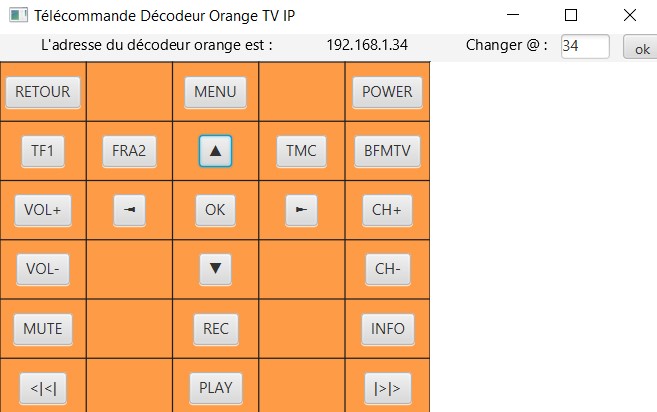 Télécommande Décodeur Orange TV IP
L'adresse du décodeur orange est : 192.168.1.34 Changer @ : 34 ok
RETOUR MENU POWER
TF1 FRA2 ▲ TMC BFMTV
VOL+ ◄ OK ► CH+
VOL- ▼ CH-
MUTE REC INFO
<|<| PLAY |>|>